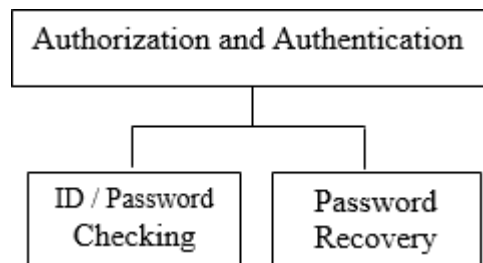 Authorization and Authentication
ID / Password
Checking
Password
Recovery